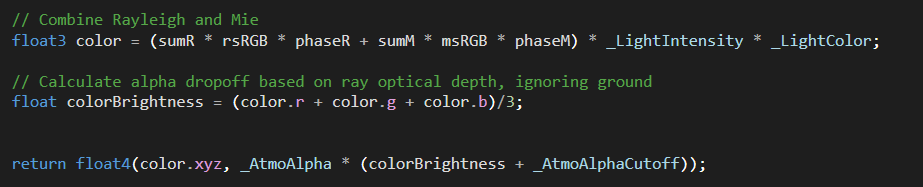 // Combine Rayleigh and Mie
float3 color = (sumR * rsRGB * phaseR + sumM * msRGB * phaseM) * _LightIntensity * _LightColor;
// Calculate alpha dropoff based on ray optical depth, ignoring ground
float colorBrightness = (color.r + color.g + color.b)/3;
return float4(color.xyz, _AtmoAlpha * (colorBrightness + _AtmoAlphaCutoff));